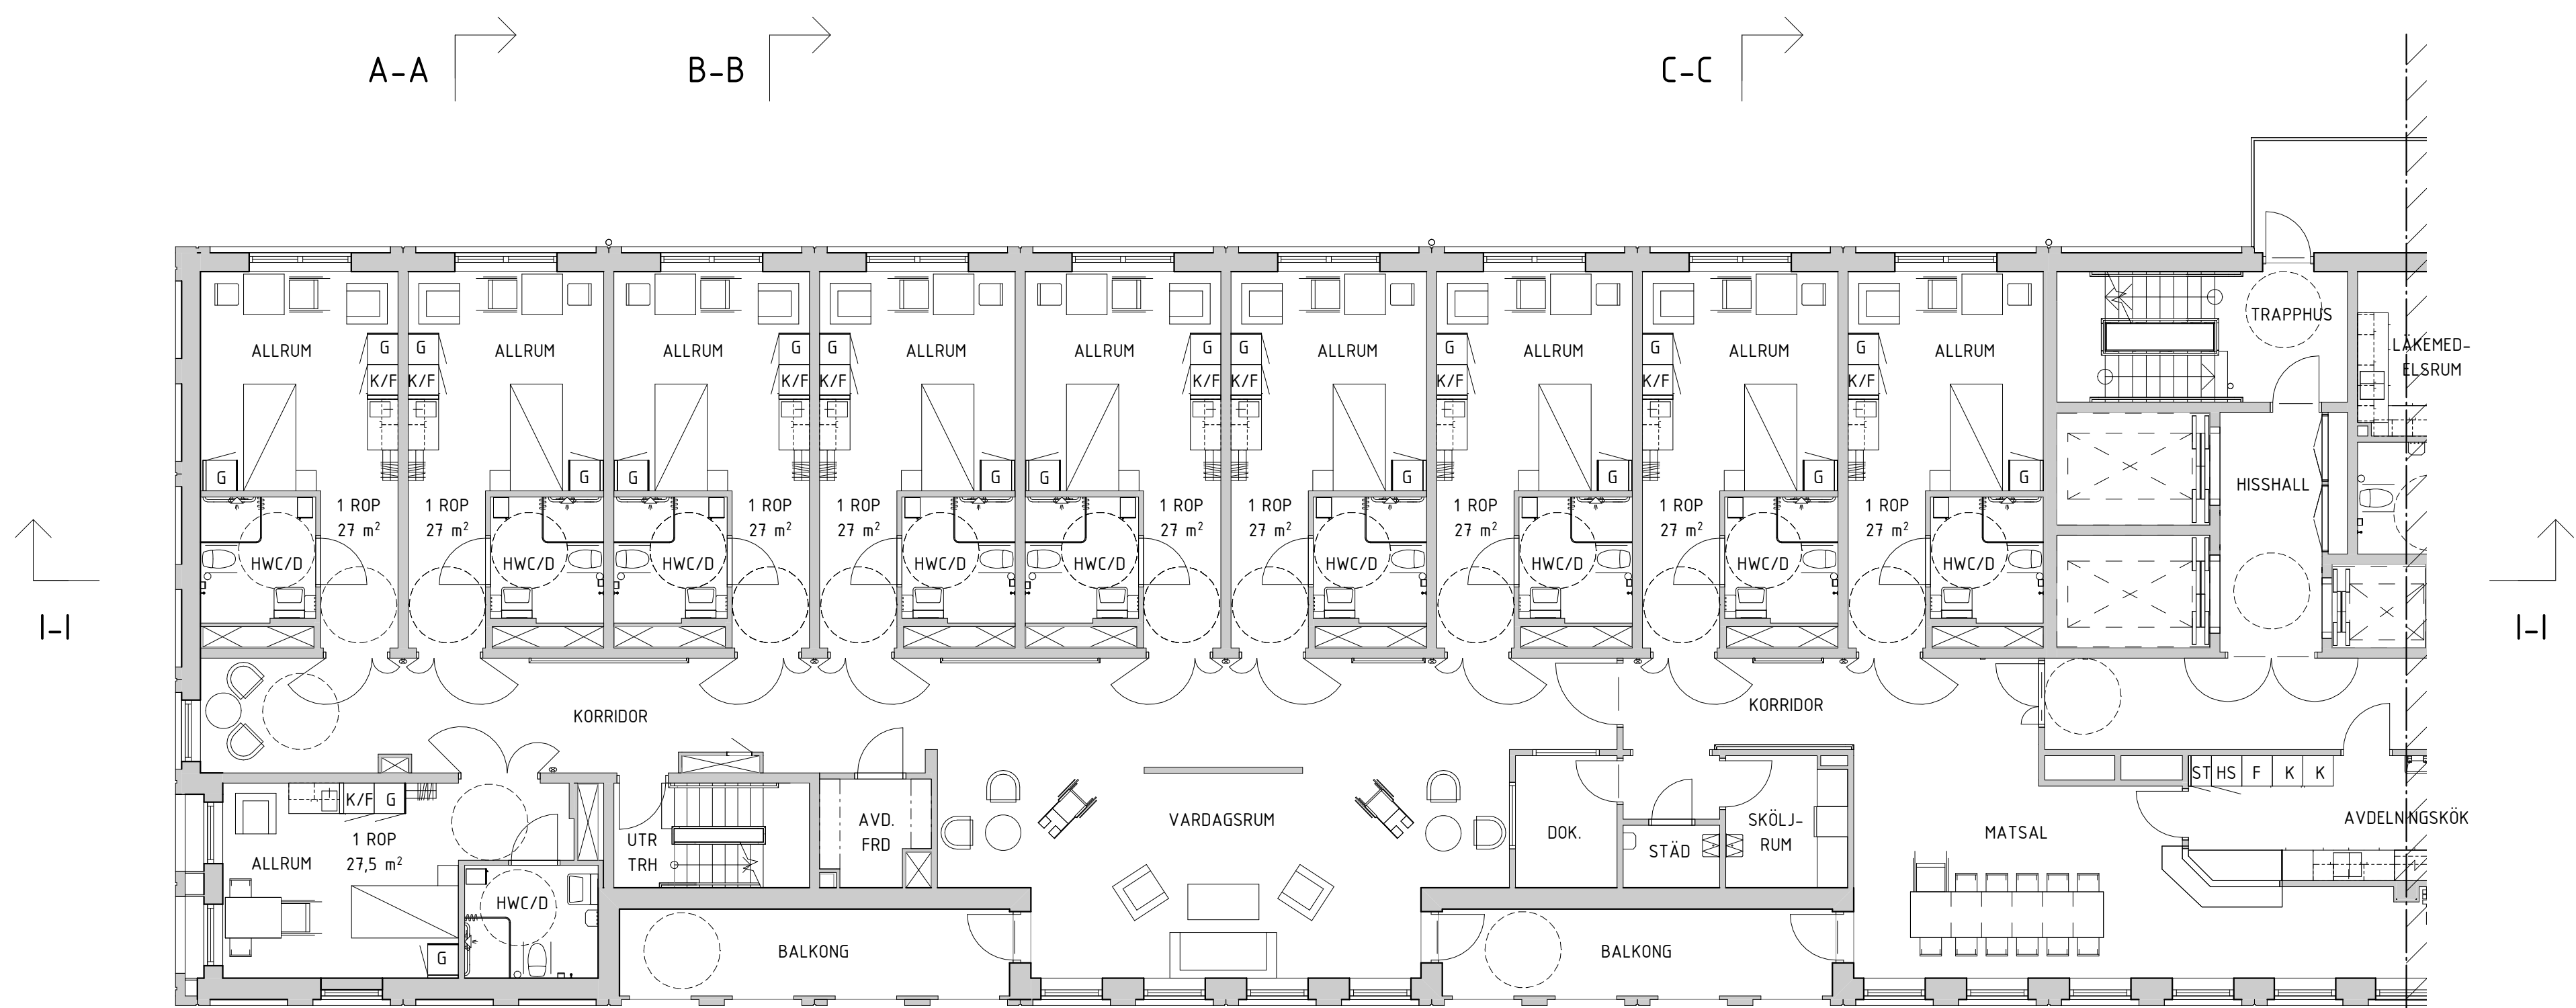 A-A
B-B
C-C
TRAPPHUS
LÄKEMED-
ELSRUM
G
G
G
G
G
G
G
G
G
ALLRUM
ALLRUM
ALLRUM
ALLRUM
ALLRUM
ALLRUM
ALLRUM
ALLRUM
ALLRUM
K/F
K/F
K/F
K/F
K/F
K/F
K/F
K/F
K/F
G
G
G
G
G
G
G
G
G
HISSHALL
1 ROP
27 m²
1 ROP
27 m²
1 ROP
27 m²
1 ROP
27 m²
1 ROP
27 m²
1 ROP
27 m²
1 ROP
27 m²
1 ROP
27 m²
1 ROP
27 m²
HWC/D
HWC/D
HWC/D
HWC/D
HWC/D
HWC/D
HWC/D
HWC/D
HWC/D
I-I
I-I
KORRIDOR
KORRIDOR
ST
HS
F
K
K
K/F
G
AVDELNINGSKÖK
1 ROP
27,5 m²
ALLRUM
UTR
TRH
AVD.
FRD
VARDAGSRUM
DOK.
STÄD
SKÖLJ-
RUM
MATSAL
HWC/D
G
BALKONG
BALKONG